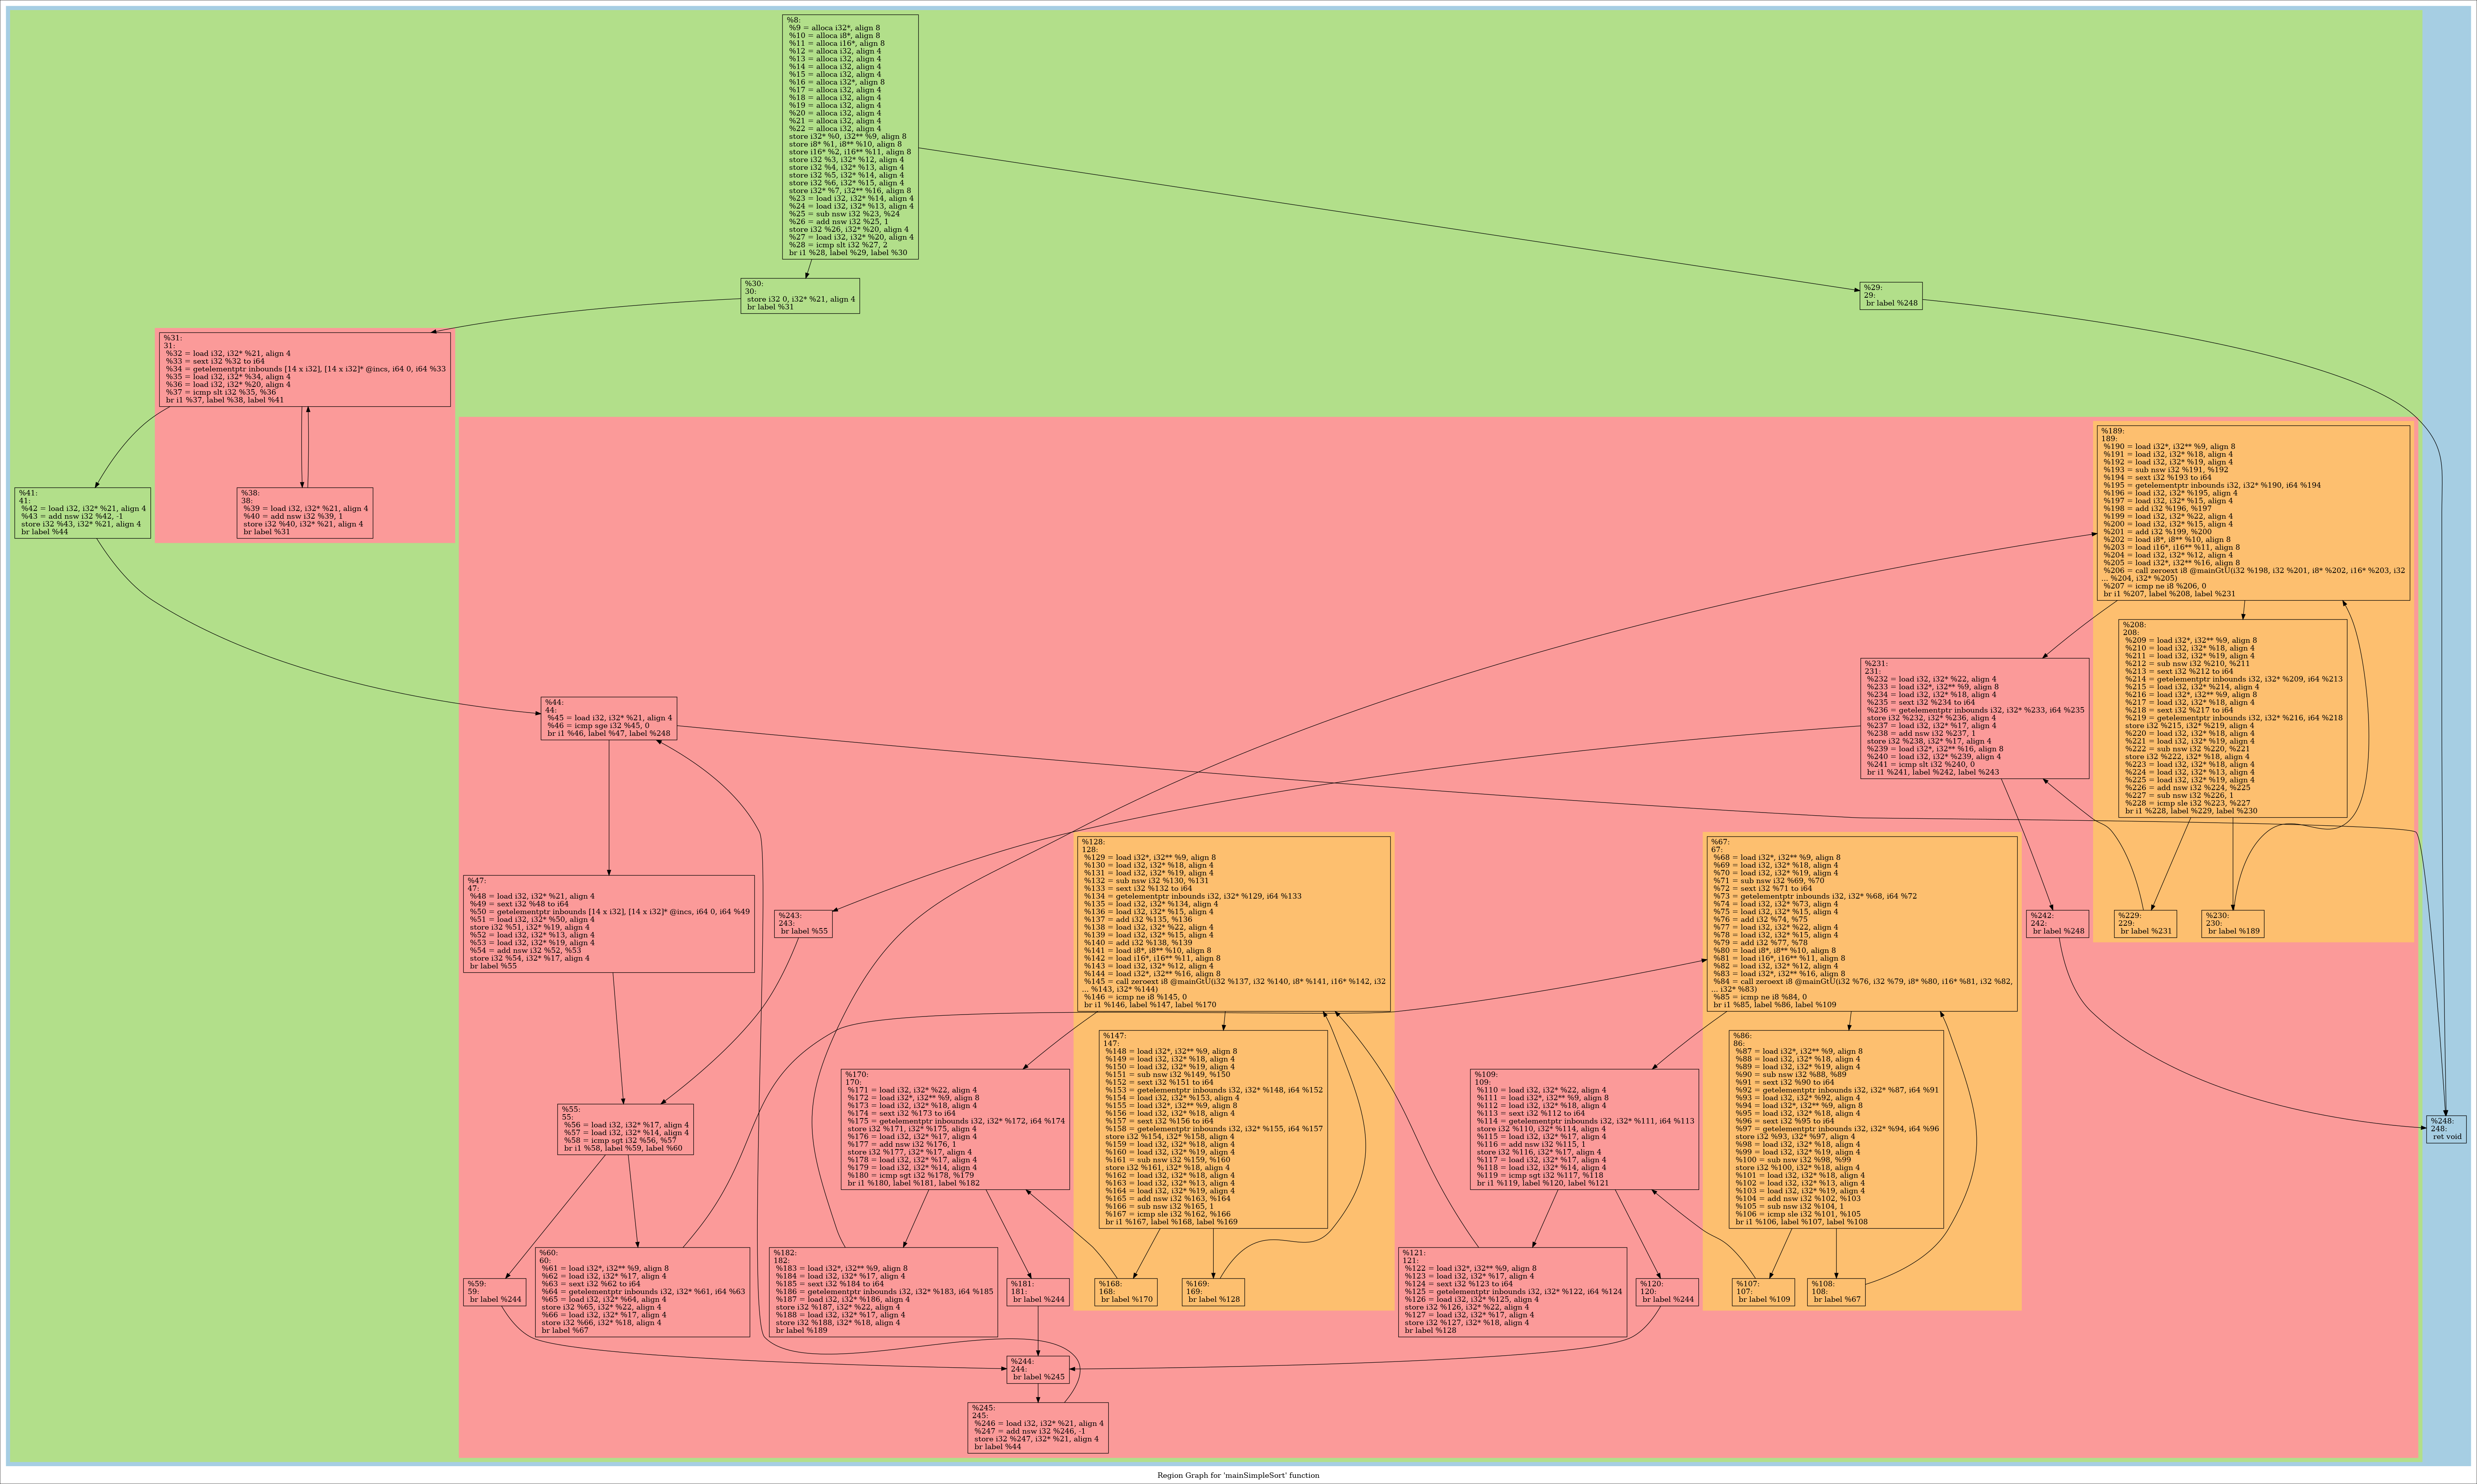 %8:
%9 = alloca i32*, align 8
%10 = alloca i8*, align 8
%11 = alloca i16*, align 8
%12 = alloca i32, align 4
%13 = alloca i32, align 4
%14 = alloca i32, align 4
%15 = alloca i32, align 4
%16 = alloca i32*, align 8
%17 = alloca i32, align 4
%18 = alloca i32, align 4
%19 = alloca i32, align 4
%20 = alloca i32, align 4
%21 = alloca i32, align 4
%22 = alloca i32, align 4
store i32* %0, i32** %9, align 8
store i8* %1, i8** %10, align 8
store i16* %2, i16** %11, align 8
store i32 %3, i32* %12, align 4
store i32 %4, i32* %13, align 4
store i32 %5, i32* %14, align 4
store i32 %6, i32* %15, align 4
store i32* %7, i32** %16, align 8
%23 = load i32, i32* %14, align 4
%24 = load i32, i32* %13, align 4
%25 = sub nsw i32 %23, %24
%26 = add nsw i32 %25, 1
store i32 %26, i32* %20, align 4
%27 = load i32, i32* %20, align 4
%28 = icmp slt i32 %27, 2
br i1 %28, label %29, label %30
%30:
30:
store i32 0, i32* %21, align 4
br label %31
%29:
29:
br label %248
%31:
31:
%32 = load i32, i32* %21, align 4
%33 = sext i32 %32 to i64
%34 = getelementptr inbounds [14 x i32], [14 x i32]* @incs, i64 0, i64 %33
%35 = load i32, i32* %34, align 4
%36 = load i32, i32* %20, align 4
%37 = icmp slt i32 %35, %36
br i1 %37, label %38, label %41
%41:
41:
%42 = load i32, i32* %21, align 4
%43 = add nsw i32 %42, -1
store i32 %43, i32* %21, align 4
br label %44
%38:
38:
%39 = load i32, i32* %21, align 4
%40 = add nsw i32 %39, 1
store i32 %40, i32* %21, align 4
br label %31
%189:
189:
%190 = load i32*, i32** %9, align 8
%191 = load i32, i32* %18, align 4
%192 = load i32, i32* %19, align 4
%193 = sub nsw i32 %191, %192
%194 = sext i32 %193 to i64
%195 = getelementptr inbounds i32, i32* %190, i64 %194
%196 = load i32, i32* %195, align 4
%197 = load i32, i32* %15, align 4
%198 = add i32 %196, %197
%199 = load i32, i32* %22, align 4
%200 = load i32, i32* %15, align 4
%201 = add i32 %199, %200
%202 = load i8*, i8** %10, align 8
%203 = load i16*, i16** %11, align 8
%204 = load i32, i32* %12, align 4
%205 = load i32*, i32** %16, align 8
%206 = call zeroext i8 @mainGtU(i32 %198, i32 %201, i8* %202, i16* %203, i32
... %204, i32* %205)
%207 = icmp ne i8 %206, 0
br i1 %207, label %208, label %231
%208:
208:
%209 = load i32*, i32** %9, align 8
%210 = load i32, i32* %18, align 4
%211 = load i32, i32* %19, align 4
%212 = sub nsw i32 %210, %211
%213 = sext i32 %212 to i64
%214 = getelementptr inbounds i32, i32* %209, i64 %213
%215 = load i32, i32* %214, align 4
%216 = load i32*, i32** %9, align 8
%217 = load i32, i32* %18, align 4
%218 = sext i32 %217 to i64
%219 = getelementptr inbounds i32, i32* %216, i64 %218
store i32 %215, i32* %219, align 4
%220 = load i32, i32* %18, align 4
%221 = load i32, i32* %19, align 4
%222 = sub nsw i32 %220, %221
store i32 %222, i32* %18, align 4
%223 = load i32, i32* %18, align 4
%224 = load i32, i32* %13, align 4
%225 = load i32, i32* %19, align 4
%226 = add nsw i32 %224, %225
%227 = sub nsw i32 %226, 1
%228 = icmp sle i32 %223, %227
br i1 %228, label %229, label %230
%231:
231:
%232 = load i32, i32* %22, align 4
%233 = load i32*, i32** %9, align 8
%234 = load i32, i32* %18, align 4
%235 = sext i32 %234 to i64
%236 = getelementptr inbounds i32, i32* %233, i64 %235
store i32 %232, i32* %236, align 4
%237 = load i32, i32* %17, align 4
%238 = add nsw i32 %237, 1
store i32 %238, i32* %17, align 4
%239 = load i32*, i32** %16, align 8
%240 = load i32, i32* %239, align 4
%241 = icmp slt i32 %240, 0
br i1 %241, label %242, label %243
%44:
44:
%45 = load i32, i32* %21, align 4
%46 = icmp sge i32 %45, 0
br i1 %46, label %47, label %248
%47:
47:
%48 = load i32, i32* %21, align 4
%49 = sext i32 %48 to i64
%50 = getelementptr inbounds [14 x i32], [14 x i32]* @incs, i64 0, i64 %49
%51 = load i32, i32* %50, align 4
store i32 %51, i32* %19, align 4
%52 = load i32, i32* %13, align 4
%53 = load i32, i32* %19, align 4
%54 = add nsw i32 %52, %53
store i32 %54, i32* %17, align 4
br label %55
%243:
243:
br label %55
%128:
128:
%129 = load i32*, i32** %9, align 8
%130 = load i32, i32* %18, align 4
%131 = load i32, i32* %19, align 4
%132 = sub nsw i32 %130, %131
%133 = sext i32 %132 to i64
%134 = getelementptr inbounds i32, i32* %129, i64 %133
%135 = load i32, i32* %134, align 4
%136 = load i32, i32* %15, align 4
%137 = add i32 %135, %136
%138 = load i32, i32* %22, align 4
%139 = load i32, i32* %15, align 4
%140 = add i32 %138, %139
%141 = load i8*, i8** %10, align 8
%142 = load i16*, i16** %11, align 8
%143 = load i32, i32* %12, align 4
%144 = load i32*, i32** %16, align 8
%145 = call zeroext i8 @mainGtU(i32 %137, i32 %140, i8* %141, i16* %142, i32
... %143, i32* %144)
%146 = icmp ne i8 %145, 0
br i1 %146, label %147, label %170
%67:
67:
%68 = load i32*, i32** %9, align 8
%69 = load i32, i32* %18, align 4
%70 = load i32, i32* %19, align 4
%71 = sub nsw i32 %69, %70
%72 = sext i32 %71 to i64
%73 = getelementptr inbounds i32, i32* %68, i64 %72
%74 = load i32, i32* %73, align 4
%75 = load i32, i32* %15, align 4
%76 = add i32 %74, %75
%77 = load i32, i32* %22, align 4
%78 = load i32, i32* %15, align 4
%79 = add i32 %77, %78
%80 = load i8*, i8** %10, align 8
%81 = load i16*, i16** %11, align 8
%82 = load i32, i32* %12, align 4
%83 = load i32*, i32** %16, align 8
%84 = call zeroext i8 @mainGtU(i32 %76, i32 %79, i8* %80, i16* %81, i32 %82,
... i32* %83)
%85 = icmp ne i8 %84, 0
br i1 %85, label %86, label %109
%242:
242:
br label %248
%229:
229:
br label %231
%230:
230:
br label %189
%147:
147:
%148 = load i32*, i32** %9, align 8
%149 = load i32, i32* %18, align 4
%150 = load i32, i32* %19, align 4
%151 = sub nsw i32 %149, %150
%152 = sext i32 %151 to i64
%153 = getelementptr inbounds i32, i32* %148, i64 %152
%154 = load i32, i32* %153, align 4
%155 = load i32*, i32** %9, align 8
%156 = load i32, i32* %18, align 4
%157 = sext i32 %156 to i64
%158 = getelementptr inbounds i32, i32* %155, i64 %157
store i32 %154, i32* %158, align 4
%159 = load i32, i32* %18, align 4
%160 = load i32, i32* %19, align 4
%161 = sub nsw i32 %159, %160
store i32 %161, i32* %18, align 4
%162 = load i32, i32* %18, align 4
%163 = load i32, i32* %13, align 4
%164 = load i32, i32* %19, align 4
%165 = add nsw i32 %163, %164
%166 = sub nsw i32 %165, 1
%167 = icmp sle i32 %162, %166
br i1 %167, label %168, label %169
%86:
86:
%87 = load i32*, i32** %9, align 8
%88 = load i32, i32* %18, align 4
%89 = load i32, i32* %19, align 4
%90 = sub nsw i32 %88, %89
%91 = sext i32 %90 to i64
%92 = getelementptr inbounds i32, i32* %87, i64 %91
%93 = load i32, i32* %92, align 4
%94 = load i32*, i32** %9, align 8
%95 = load i32, i32* %18, align 4
%96 = sext i32 %95 to i64
%97 = getelementptr inbounds i32, i32* %94, i64 %96
store i32 %93, i32* %97, align 4
%98 = load i32, i32* %18, align 4
%99 = load i32, i32* %19, align 4
%100 = sub nsw i32 %98, %99
store i32 %100, i32* %18, align 4
%101 = load i32, i32* %18, align 4
%102 = load i32, i32* %13, align 4
%103 = load i32, i32* %19, align 4
%104 = add nsw i32 %102, %103
%105 = sub nsw i32 %104, 1
%106 = icmp sle i32 %101, %105
br i1 %106, label %107, label %108
%170:
170:
%171 = load i32, i32* %22, align 4
%172 = load i32*, i32** %9, align 8
%173 = load i32, i32* %18, align 4
%174 = sext i32 %173 to i64
%175 = getelementptr inbounds i32, i32* %172, i64 %174
store i32 %171, i32* %175, align 4
%176 = load i32, i32* %17, align 4
%177 = add nsw i32 %176, 1
store i32 %177, i32* %17, align 4
%178 = load i32, i32* %17, align 4
%179 = load i32, i32* %14, align 4
%180 = icmp sgt i32 %178, %179
br i1 %180, label %181, label %182
%109:
109:
%110 = load i32, i32* %22, align 4
%111 = load i32*, i32** %9, align 8
%112 = load i32, i32* %18, align 4
%113 = sext i32 %112 to i64
%114 = getelementptr inbounds i32, i32* %111, i64 %113
store i32 %110, i32* %114, align 4
%115 = load i32, i32* %17, align 4
%116 = add nsw i32 %115, 1
store i32 %116, i32* %17, align 4
%117 = load i32, i32* %17, align 4
%118 = load i32, i32* %14, align 4
%119 = icmp sgt i32 %117, %118
br i1 %119, label %120, label %121
%55:
55:
%56 = load i32, i32* %17, align 4
%57 = load i32, i32* %14, align 4
%58 = icmp sgt i32 %56, %57
br i1 %58, label %59, label %60
%248:
248:
ret void
%59:
59:
br label %244
%60:
60:
%61 = load i32*, i32** %9, align 8
%62 = load i32, i32* %17, align 4
%63 = sext i32 %62 to i64
%64 = getelementptr inbounds i32, i32* %61, i64 %63
%65 = load i32, i32* %64, align 4
store i32 %65, i32* %22, align 4
%66 = load i32, i32* %17, align 4
store i32 %66, i32* %18, align 4
br label %67
%182:
182:
%183 = load i32*, i32** %9, align 8
%184 = load i32, i32* %17, align 4
%185 = sext i32 %184 to i64
%186 = getelementptr inbounds i32, i32* %183, i64 %185
%187 = load i32, i32* %186, align 4
store i32 %187, i32* %22, align 4
%188 = load i32, i32* %17, align 4
store i32 %188, i32* %18, align 4
br label %189
%181:
181:
br label %244
%168:
168:
br label %170
%169:
169:
br label %128
%121:
121:
%122 = load i32*, i32** %9, align 8
%123 = load i32, i32* %17, align 4
%124 = sext i32 %123 to i64
%125 = getelementptr inbounds i32, i32* %122, i64 %124
%126 = load i32, i32* %125, align 4
store i32 %126, i32* %22, align 4
%127 = load i32, i32* %17, align 4
store i32 %127, i32* %18, align 4
br label %128
%120:
120:
br label %244
%107:
107:
br label %109
%108:
108:
br label %67
%244:
244:
br label %245
%245:
245:
%246 = load i32, i32* %21, align 4
%247 = add nsw i32 %246, -1
store i32 %247, i32* %21, align 4
br label %44
Region Graph for 'mainSimpleSort' function